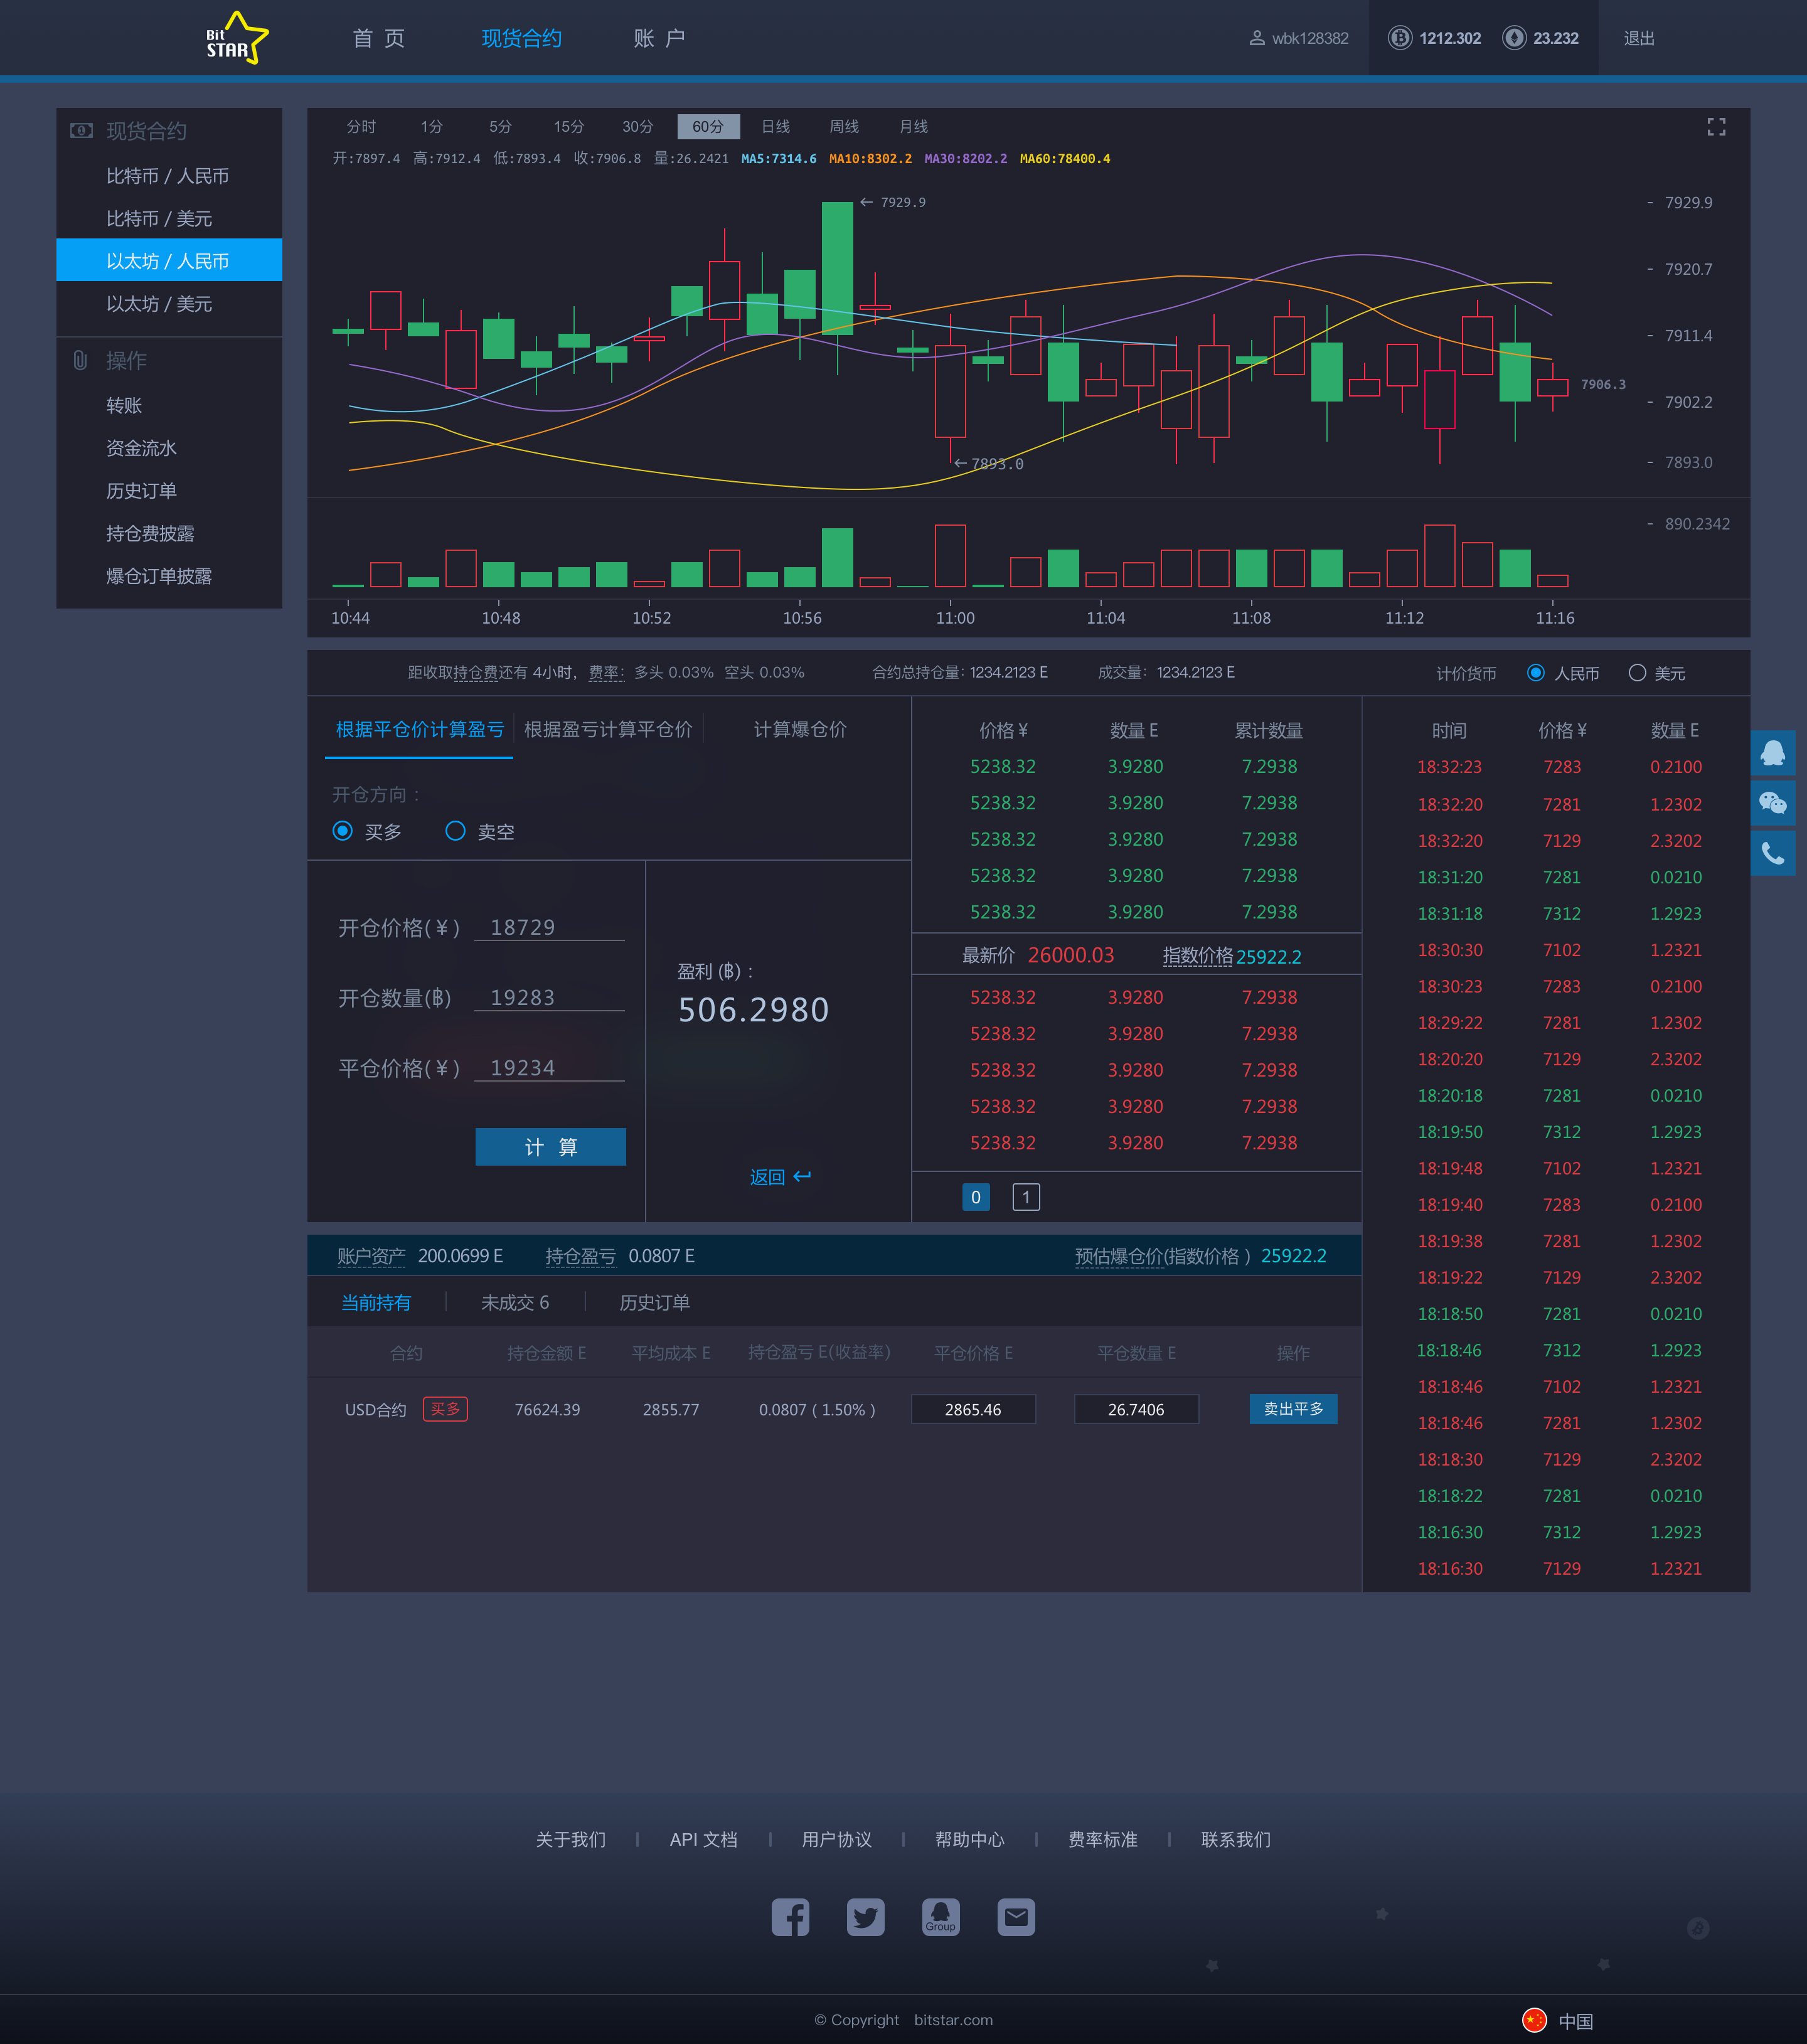 Bit
STAR
首 页 现货合约 账 户 wbk128382 1212.302 23.232 退出
现货合约
比特币 / 人民币
比特币 / 美元
以太坊 / 人民币
以太坊 / 美元
操作
转账
资金流水
历史订单
持仓费披露
爆仓订单披露
分时 1分 5分 15分 30分 60分 日线 周线 月线
开:7897.4 高:7912.4 低:7893.4 收:7906.8 量:26.2421 MA5:7314.6 MA10:8302.2 MA30:8202.2 MA60:78400.4
← 7929.9
- 7929.9
- 7920.7
- 7911.4
7906.3
- 7902.2
←7893.0
- 7893.0
- 890.2342
10:44 10:48 10:52 10:56 11:00 11:04 11:08 11:12 11:16
距收取持仓费还有 4小时, 费率: 多头 0.03% 空头 0.03% 合约总持仓量: 1234.2123 E 成交量: 1234.2123 E 计价货币 人民币 美元
根据平仓价计算盈亏 根据盈亏计算平仓价 计算爆仓价
开仓方向 :
买多 卖空
开仓价格(¥) 18729
开仓数量(฿) 19283
平仓价格(¥) 19234
计 算
盈利 (฿) :
506.2980
返回
价格 ¥ 数量 E 累计数量
5238.32 3.9280 7.2938
5238.32 3.9280 7.2938
5238.32 3.9280 7.2938
5238.32 3.9280 7.2938
5238.32 3.9280 7.2938
最新价 26000.03 指数价格 25922.2
5238.32 3.9280 7.2938
5238.32 3.9280 7.2938
5238.32 3.9280 7.2938
5238.32 3.9280 7.2938
5238.32 3.9280 7.2938
0 1
时间 价格 ¥ 数量 E
18:32:23 7283 0.2100
18:32:20 7281 1.2302
18:32:20 7129 2.3202
18:31:20 7281 0.0210
18:31:18 7312 1.2923
18:30:30 7102 1.2321
18:30:23 7283 0.2100
18:29:22 7281 1.2302
18:20:20 7129 2.3202
18:20:18 7281 0.0210
18:19:50 7312 1.2923
18:19:48 7102 1.2321
18:19:40 7283 0.2100
18:19:38 7281 1.2302
18:19:22 7129 2.3202
18:18:50 7281 0.0210
18:18:46 7312 1.2923
18:18:46 7102 1.2321
18:18:46 7281 1.2302
18:18:30 7129 2.3202
18:18:22 7281 0.0210
18:16:30 7312 1.2923
18:16:30 7129 1.2321
账户资产 200.0699 E 持仓盈亏 0.0807 E 预估爆仓价(指数价格 ) 25922.2
当前持有 未成交 6 历史订单
合约 持仓金额 E 平均成本 E 持仓盈亏 E(收益率) 平仓价格 E 平仓数量 E 操作
USD合约 买多 76624.39 2855.77 0.0807 ( 1.50% ) 2865.46 26.7406 卖出平多
关于我们 | API 文档 | 用户协议 | 帮助中心 | 费率标准 | 联系我们
Group
© Copyright bitstar.com 中国